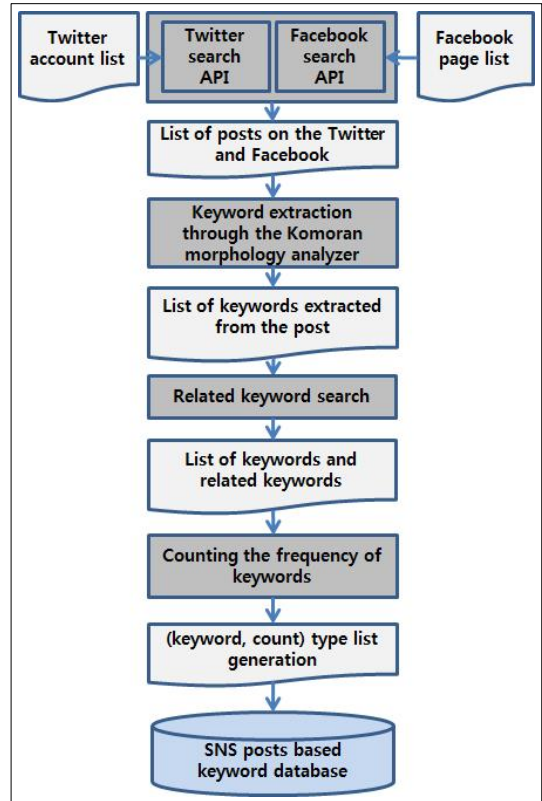 Twitter
account list
Twitter
search
API
Facebook
search
API
Facebook
page list
List of posts on the Twitter
and Facebook
Keyword extraction
through the Komoran
morphology analyzer
List of keywords extracted
from the post
Related keyword search
List of keywords and
related keywords
Counting the frequency of
keywords
(keyword, count) type list
generation
SNS posts based
keyword database